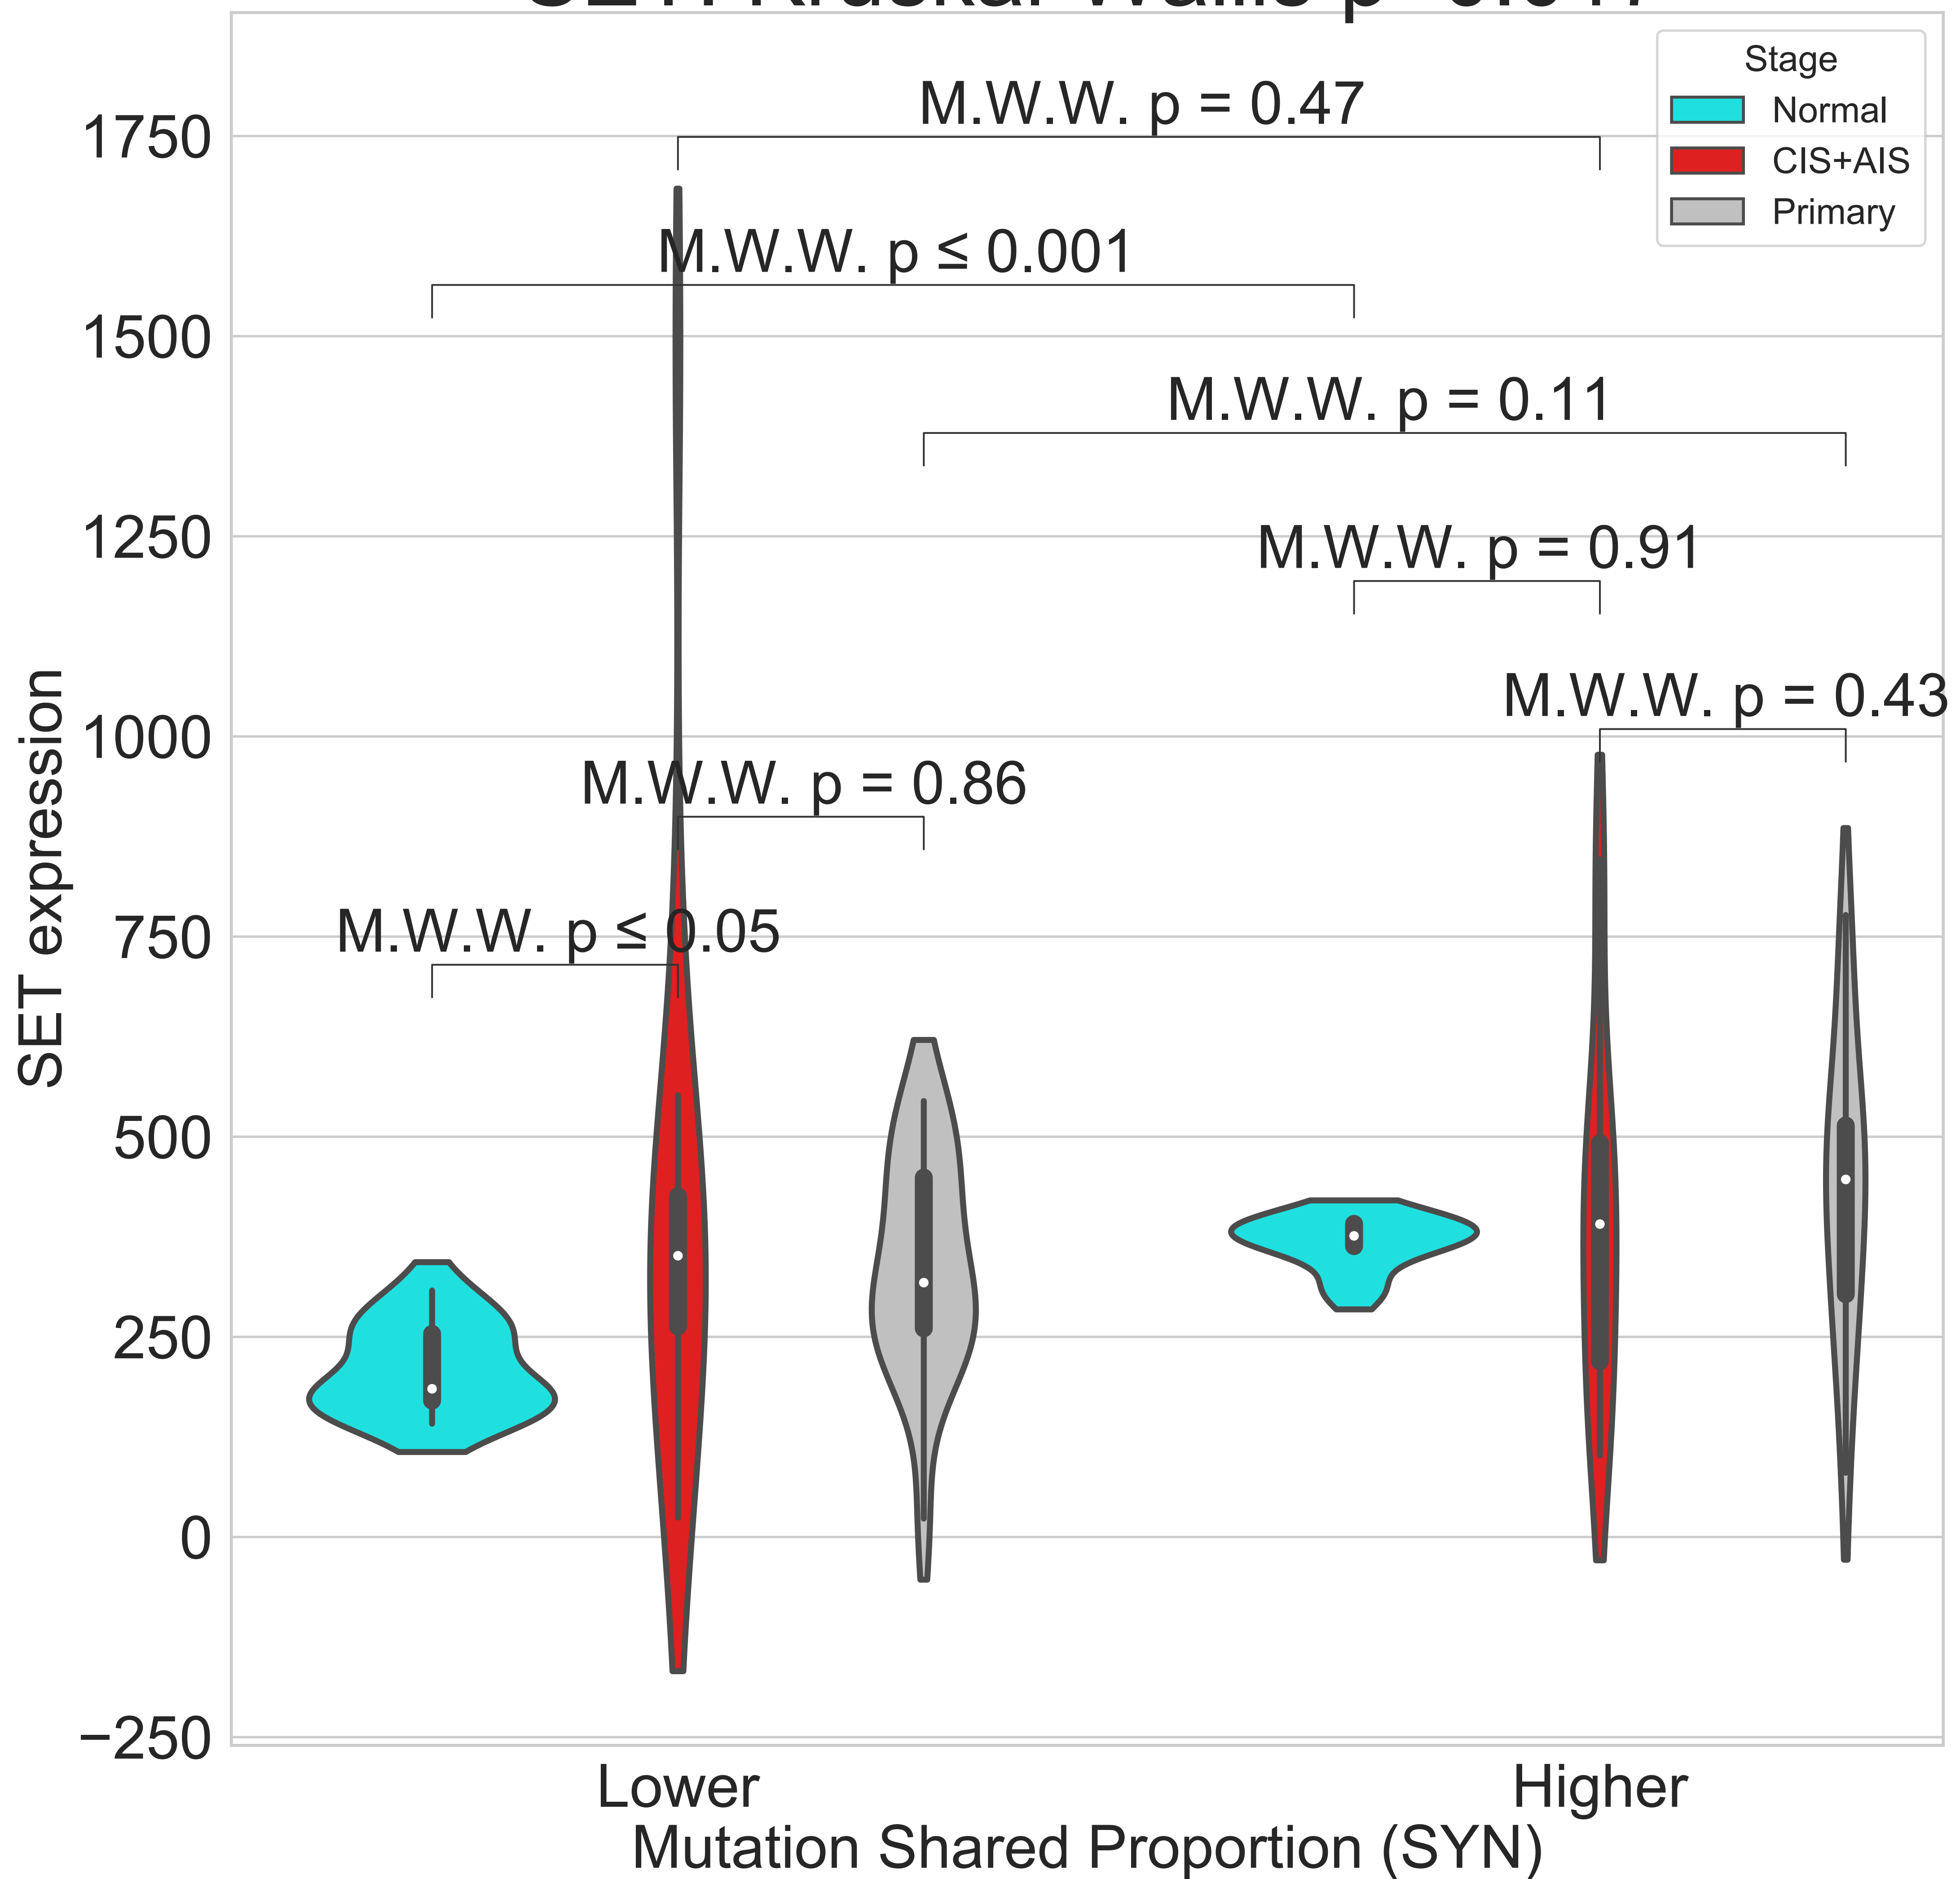 Stage
Normal
CIS+AIS
Primary
M.W.W. p = 0.47
M.W.W. p ≤ 0.001
M.W.W. p = 0.11
M.W.W. p = 0.91
M.W.W. p = 0.43
M.W.W. p = 0.86
M.W.W. p ≤ 0.05
1750
1500
1250
1000
750
500
250
0
−250
SET expression
Lower
Higher
Mutation Shared Proportion (SYN)